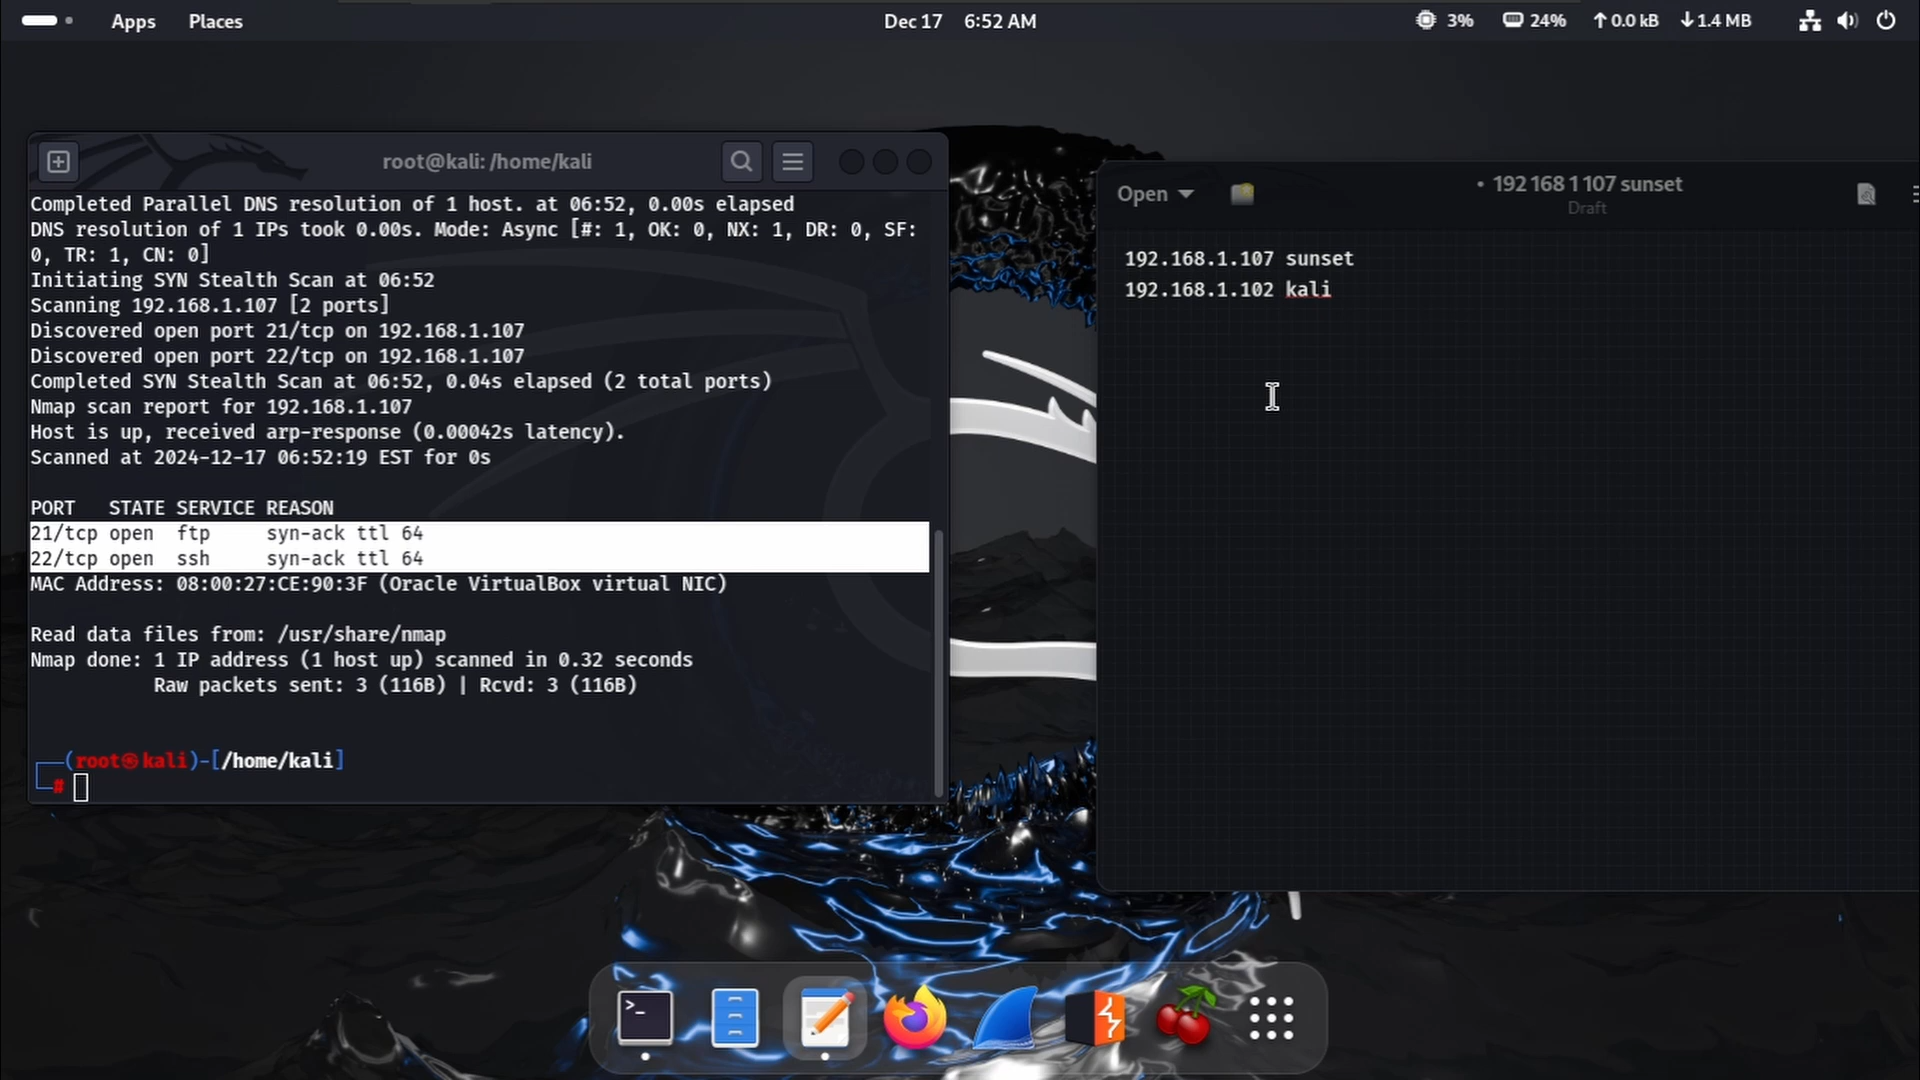 Apps Places Dec 17 6:52 AM 3% 24% 0.0 kB 1.4 MB
root@kali: /home/kali
Completed Parallel DNS resolution of 1 host. at 06:52, 0.00s elapsed
DNS resolution of 1 IPs took 0.00s. Mode: Async [#: 1, OK: 0, NX: 1, DR: 0, SF:
0, TR: 1, CN: 0]
Initiating SYN Stealth Scan at 06:52
Scanning 192.168.1.107 [2 ports]
Discovered open port 21/tcp on 192.168.1.107
Discovered open port 22/tcp on 192.168.1.107
Completed SYN Stealth Scan at 06:52, 0.04s elapsed (2 total ports)
Nmap scan report for 192.168.1.107
Host is up, received arp-response (0.00042s latency).
Scanned at 2024-12-17 06:52:19 EST for 0s
PORT STATE SERVICE REASON
21/tcp open ftp syn-ack ttl 64
22/tcp open ssh syn-ack ttl 64
MAC Address: 08:00:27:CE:90:3F (Oracle VirtualBox virtual NIC)
Read data files from: /usr/share/nmap
Nmap done: 1 IP address (1 host up) scanned in 0.32 seconds
Raw packets sent: 3 (116B) | Rcvd: 3 (116B)
(root㉿kali)-[/home/kali]
#
Open • 192 168 1 107 sunset
Draft
192.168.1.107 sunset
192.168.1.102 kali